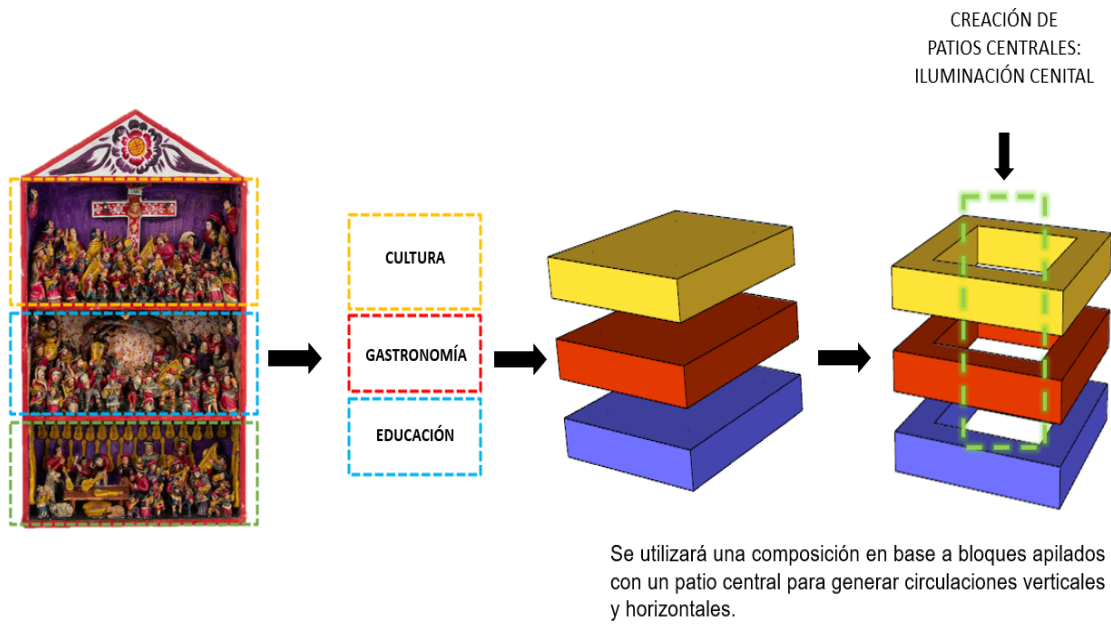 CREACIÓN DE
PATIOS CENTRALES:
ILUMINACIÓN CENITAL
CULTURA
GASTRONOMÍA
EDUCACIÓN
Se utilizará una composición en base a bloques apilados
con un patio central para generar circulaciones verticales
y horizontales.